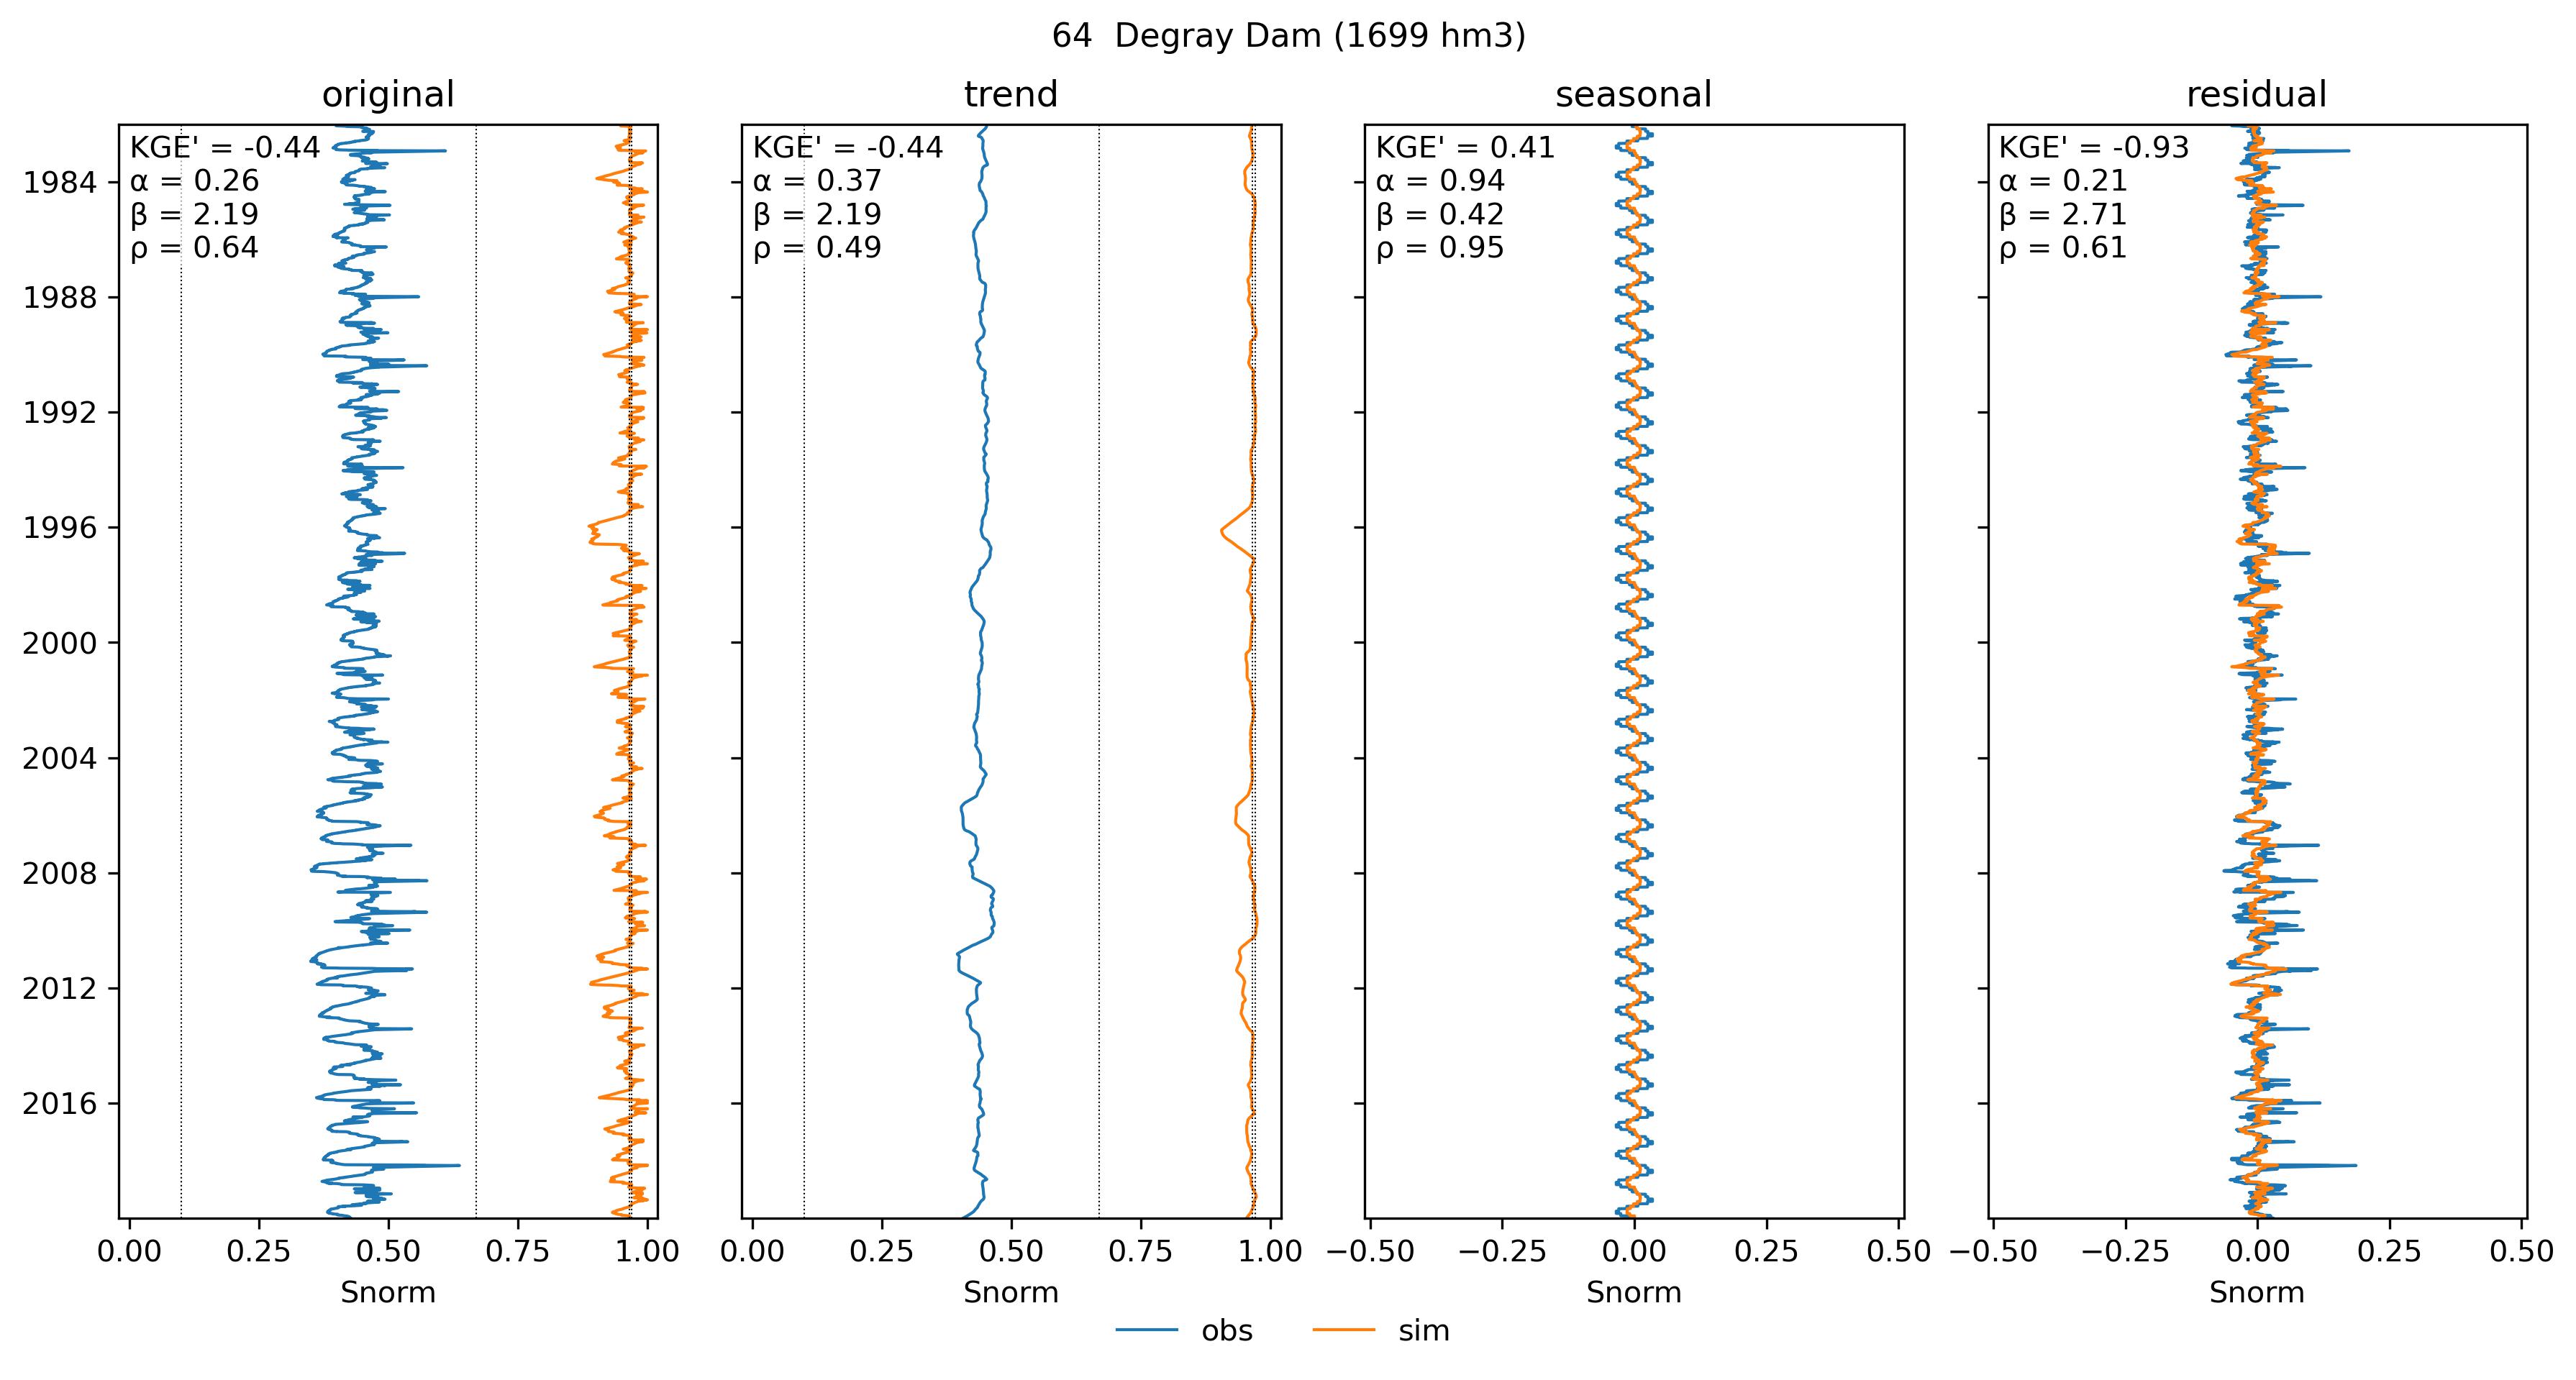 64  Degray Dam (1699 hm3)
original
trend
seasonal
residual
KGE' = -0.44
α = 0.26
β = 2.19
ρ = 0.64
KGE' = -0.44
α = 0.37
β = 2.19
ρ = 0.49
KGE' = 0.41
α = 0.94
β = 0.42
ρ = 0.95
KGE' = -0.93
α = 0.21
β = 2.71
ρ = 0.61
1984
1988
1992
1996
2000
2004
2008
2012
2016
0.00 0.25 0.50 0.75 1.00
0.00 0.25 0.50 0.75 1.00
−0.50 −0.25 0.00 0.25 0.50
−0.50 −0.25 0.00 0.25 0.50
Snorm
Snorm
Snorm
Snorm
obs
sim